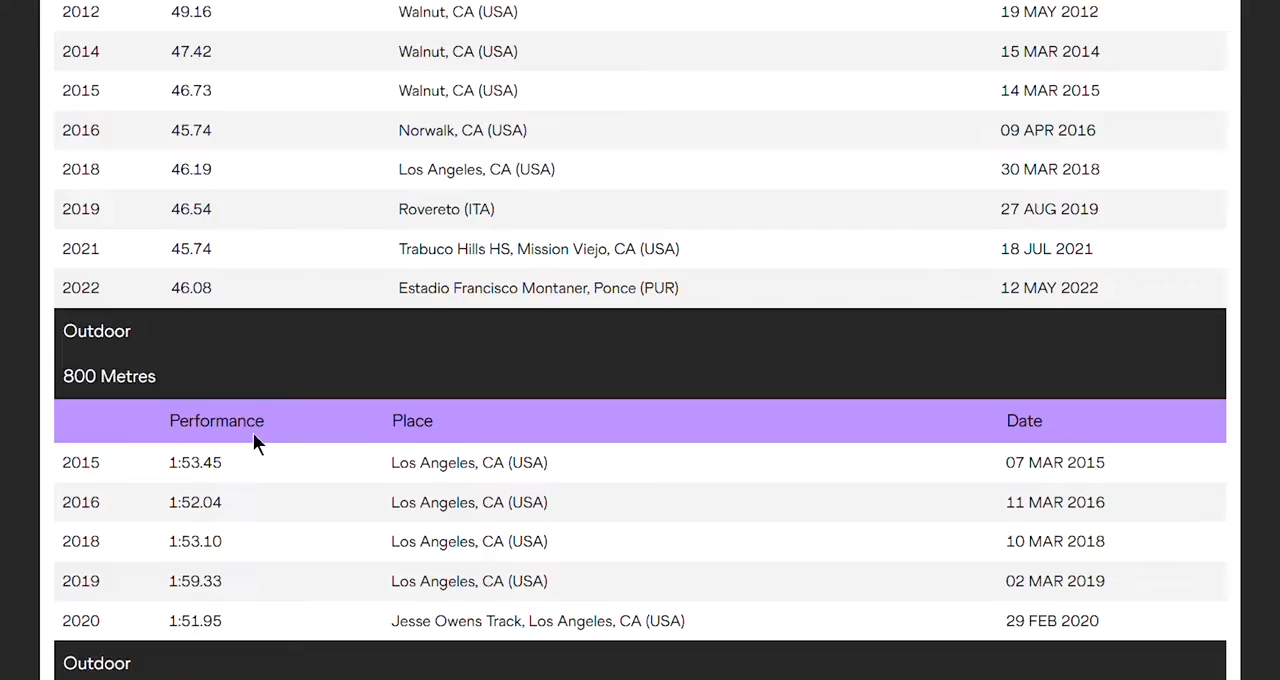 2012 49.16 Walnut, CA (USA) 19 MAY 2012
2014 47.42 Walnut, CA (USA) 15 MAR 2014
2015 46.73 Walnut, CA (USA) 14 MAR 2015
2016 45.74 Norwalk, CA (USA) 09 APR 2016
2018 46.19 Los Angeles, CA (USA) 30 MAR 2018
2019 46.54 Rovereto (ITA) 27 AUG 2019
2021 45.74 Trabuco Hills HS, Mission Viejo, CA (USA) 18 JUL 2021
2022 46.08 Estadio Francisco Montaner, Ponce (PUR) 12 MAY 2022
Outdoor
800 Metres
Performance Place Date
2015 1:53.45 Los Angeles, CA (USA) 07 MAR 2015
2016 1:52.04 Los Angeles, CA (USA) 11 MAR 2016
2018 1:53.10 Los Angeles, CA (USA) 10 MAR 2018
2019 1:59.33 Los Angeles, CA (USA) 02 MAR 2019
2020 1:51.95 Jesse Owens Track, Los Angeles, CA (USA) 29 FEB 2020
Outdoor